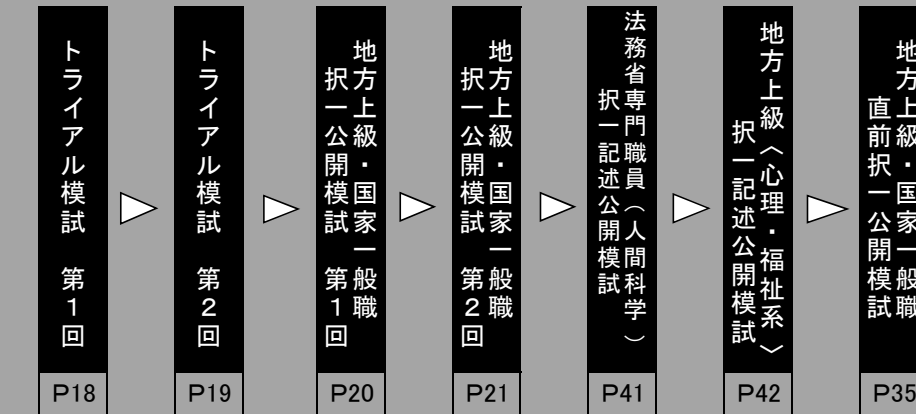 トライアル模試 第1回
P18
トライアル模試 第2回
P19
地方上級・国家一般職
択一公開模試 第1回
P20
地方上級・国家一般職
択一公開模試 第2回
P21
法務省専門職員（人間科学）
択一記述公開模試
P41
地方上級〈心理・福祉系〉
択一記述公開模試
P42
地方上級・国家一般職
直前択一公開模試
P35